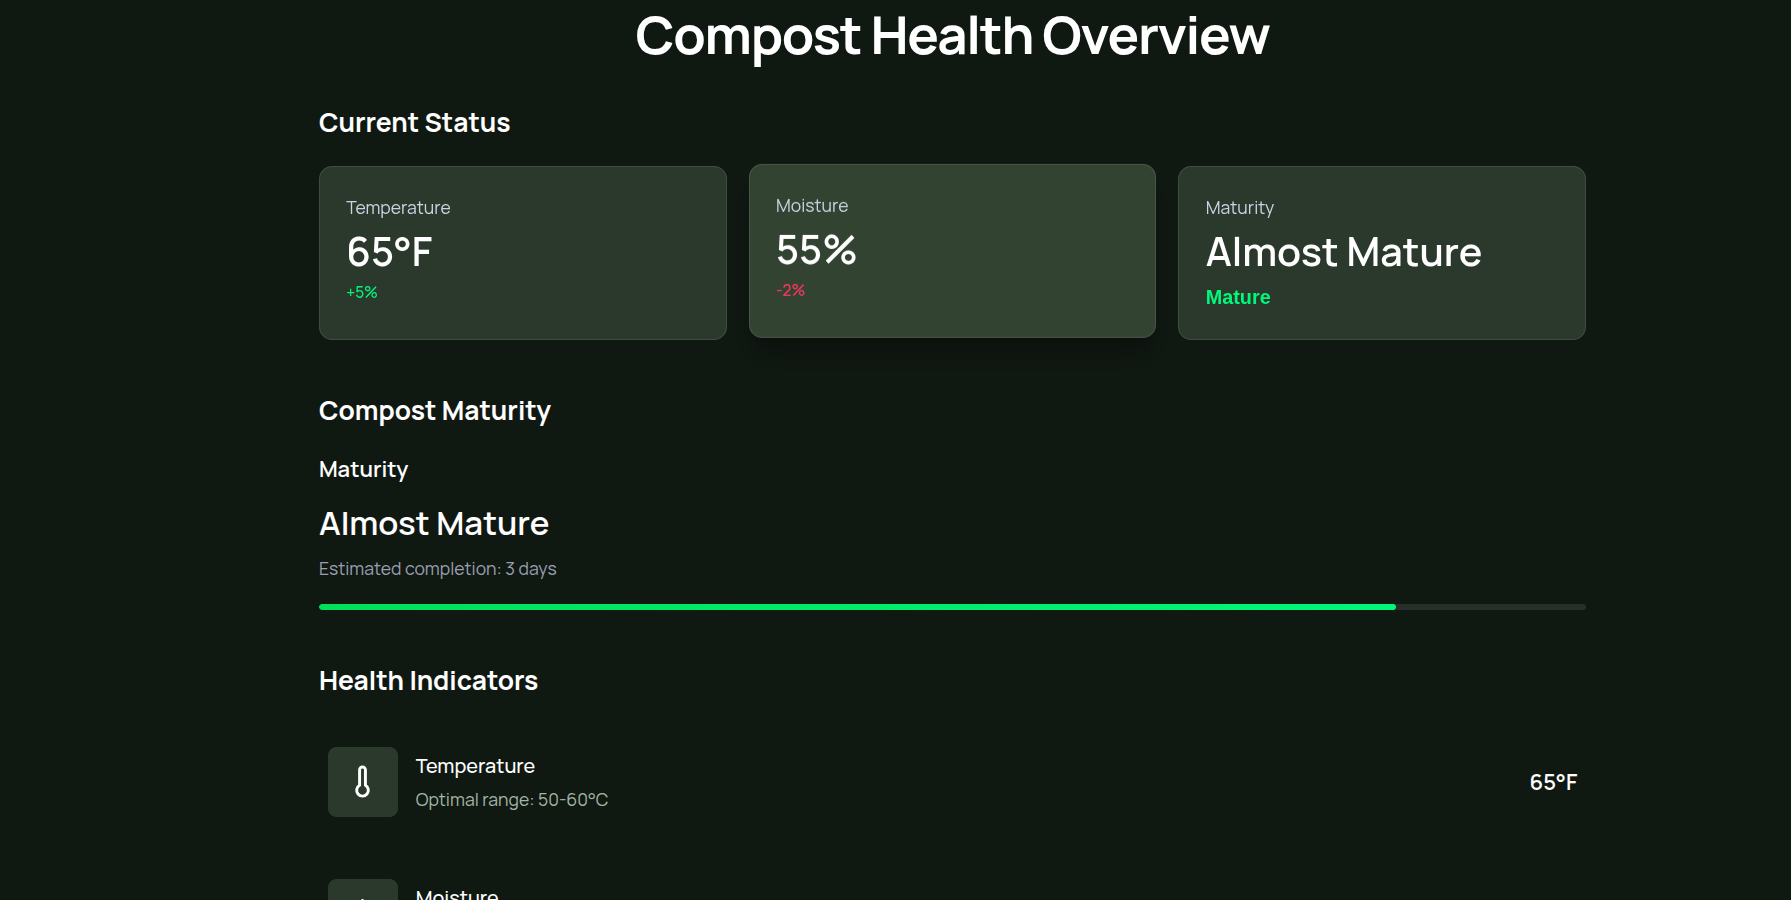 Compost Health Overview
Current Status
Temperature
65°F
+5%
Moisture
55%
-2%
Maturity
Almost Mature
Mature
Compost Maturity
Maturity
Almost Mature
Estimated completion: 3 days
Health Indicators
Temperature
Optimal range: 50-60°C
65°F
Moisture